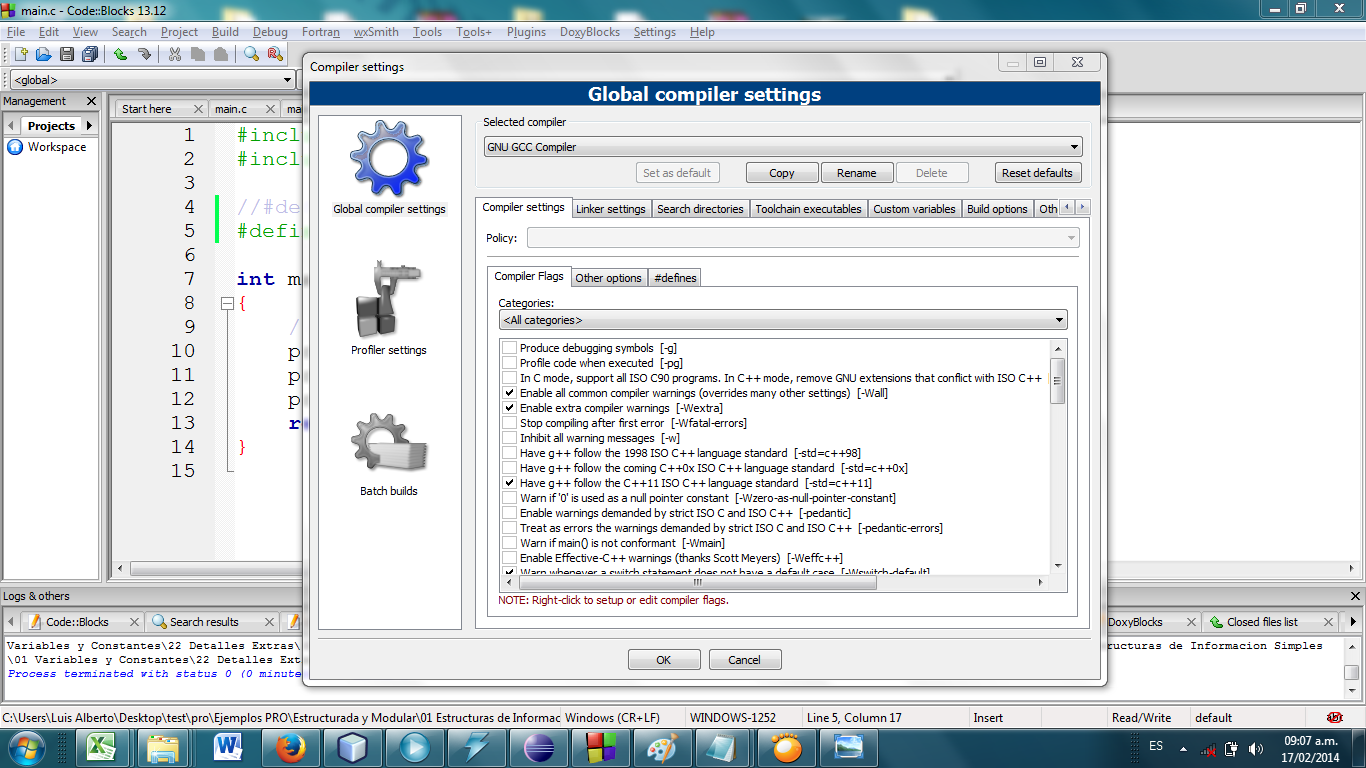 main.c - Code::Blocks 13.12
File Edit View Search Project Build Debug Fortran wxSmith Tools Tools+ Plugins DoxyBlocks Settings Help
<global>
Management
Projects
Workspace
Start here main.c
1 #incl
2 #incl
3
4 //#de
5 #defi
6
7 int m
8 {
9 /
10 p
11 p
12 p
13 r
14 }
15
Compiler settings
Global compiler settings
Global compiler settings
Profiler settings
Batch builds
Selected compiler
GNU GCC Compiler
Set as default Copy Rename Delete Reset defaults
Compiler settings Linker settings Search directories Toolchain executables Custom variables Build options Oth
Policy:
Compiler Flags Other options #defines
Categories:
<All categories>
Produce debugging symbols [-g]
Profile code when executed [-pg]
In C mode, support all ISO C90 programs. In C++ mode, remove GNU extensions that conflict with ISO C++
Enable all common compiler warnings (overrides many other settings) [-Wall]
Enable extra compiler warnings [-Wextra]
Stop compiling after first error [-Wfatal-errors]
Inhibit all warning messages [-w]
Have g++ follow the 1998 ISO C++ language standard [-std=c++98]
Have g++ follow the coming C++0x ISO C++ language standard [-std=c++0x]
Have g++ follow the C++11 ISO C++ language standard [-std=c++11]
Warn if '0' is used as a null pointer constant [-Wzero-as-null-pointer-constant]
Enable warnings demanded by strict ISO C and ISO C++ [-pedantic]
Treat as errors the warnings demanded by strict ISO C and ISO C++ [-pedantic-errors]
Warn if main() is not conformant [-Wmain]
Enable Effective-C++ warnings (thanks Scott Meyers) [-Weffc++]
Warn whenever a switch statement does not have a default case [-Wswitch-default]
NOTE: Right-click to setup or edit compiler flags.
OK Cancel
Logs & others
Code::Blocks Search results DoxyBlocks Closed files list
Variables y Constantes\22 Detalles Extras\ ructuras de Informacion Simples
\01 Variables y Constantes\22 Detalles Ext
Process terminated with status 0 (0 minute
C:\Users\Luis Alberto\Desktop\test\pro\Ejemplos PRO\Estructurada y Modular\01 Estructuras de Informac Windows (CR+LF) WINDOWS-1252 Line 5, Column 17 Insert Read/Write default
ES 09:07 a.m.
17/02/2014